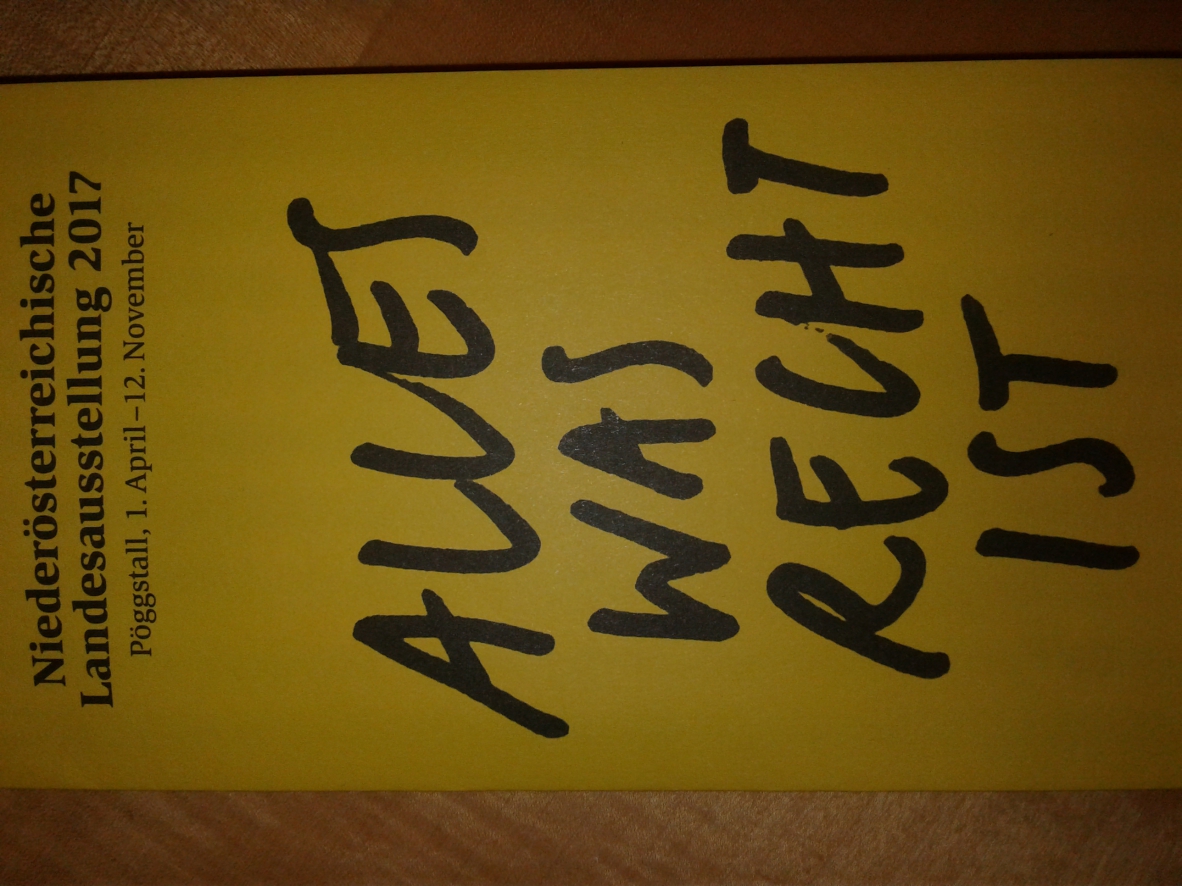 Niederösterreichische
Landesausstellung 2017
Pöggstall, 1. April – 12. November
ALLES
WAS
RECHT
IST